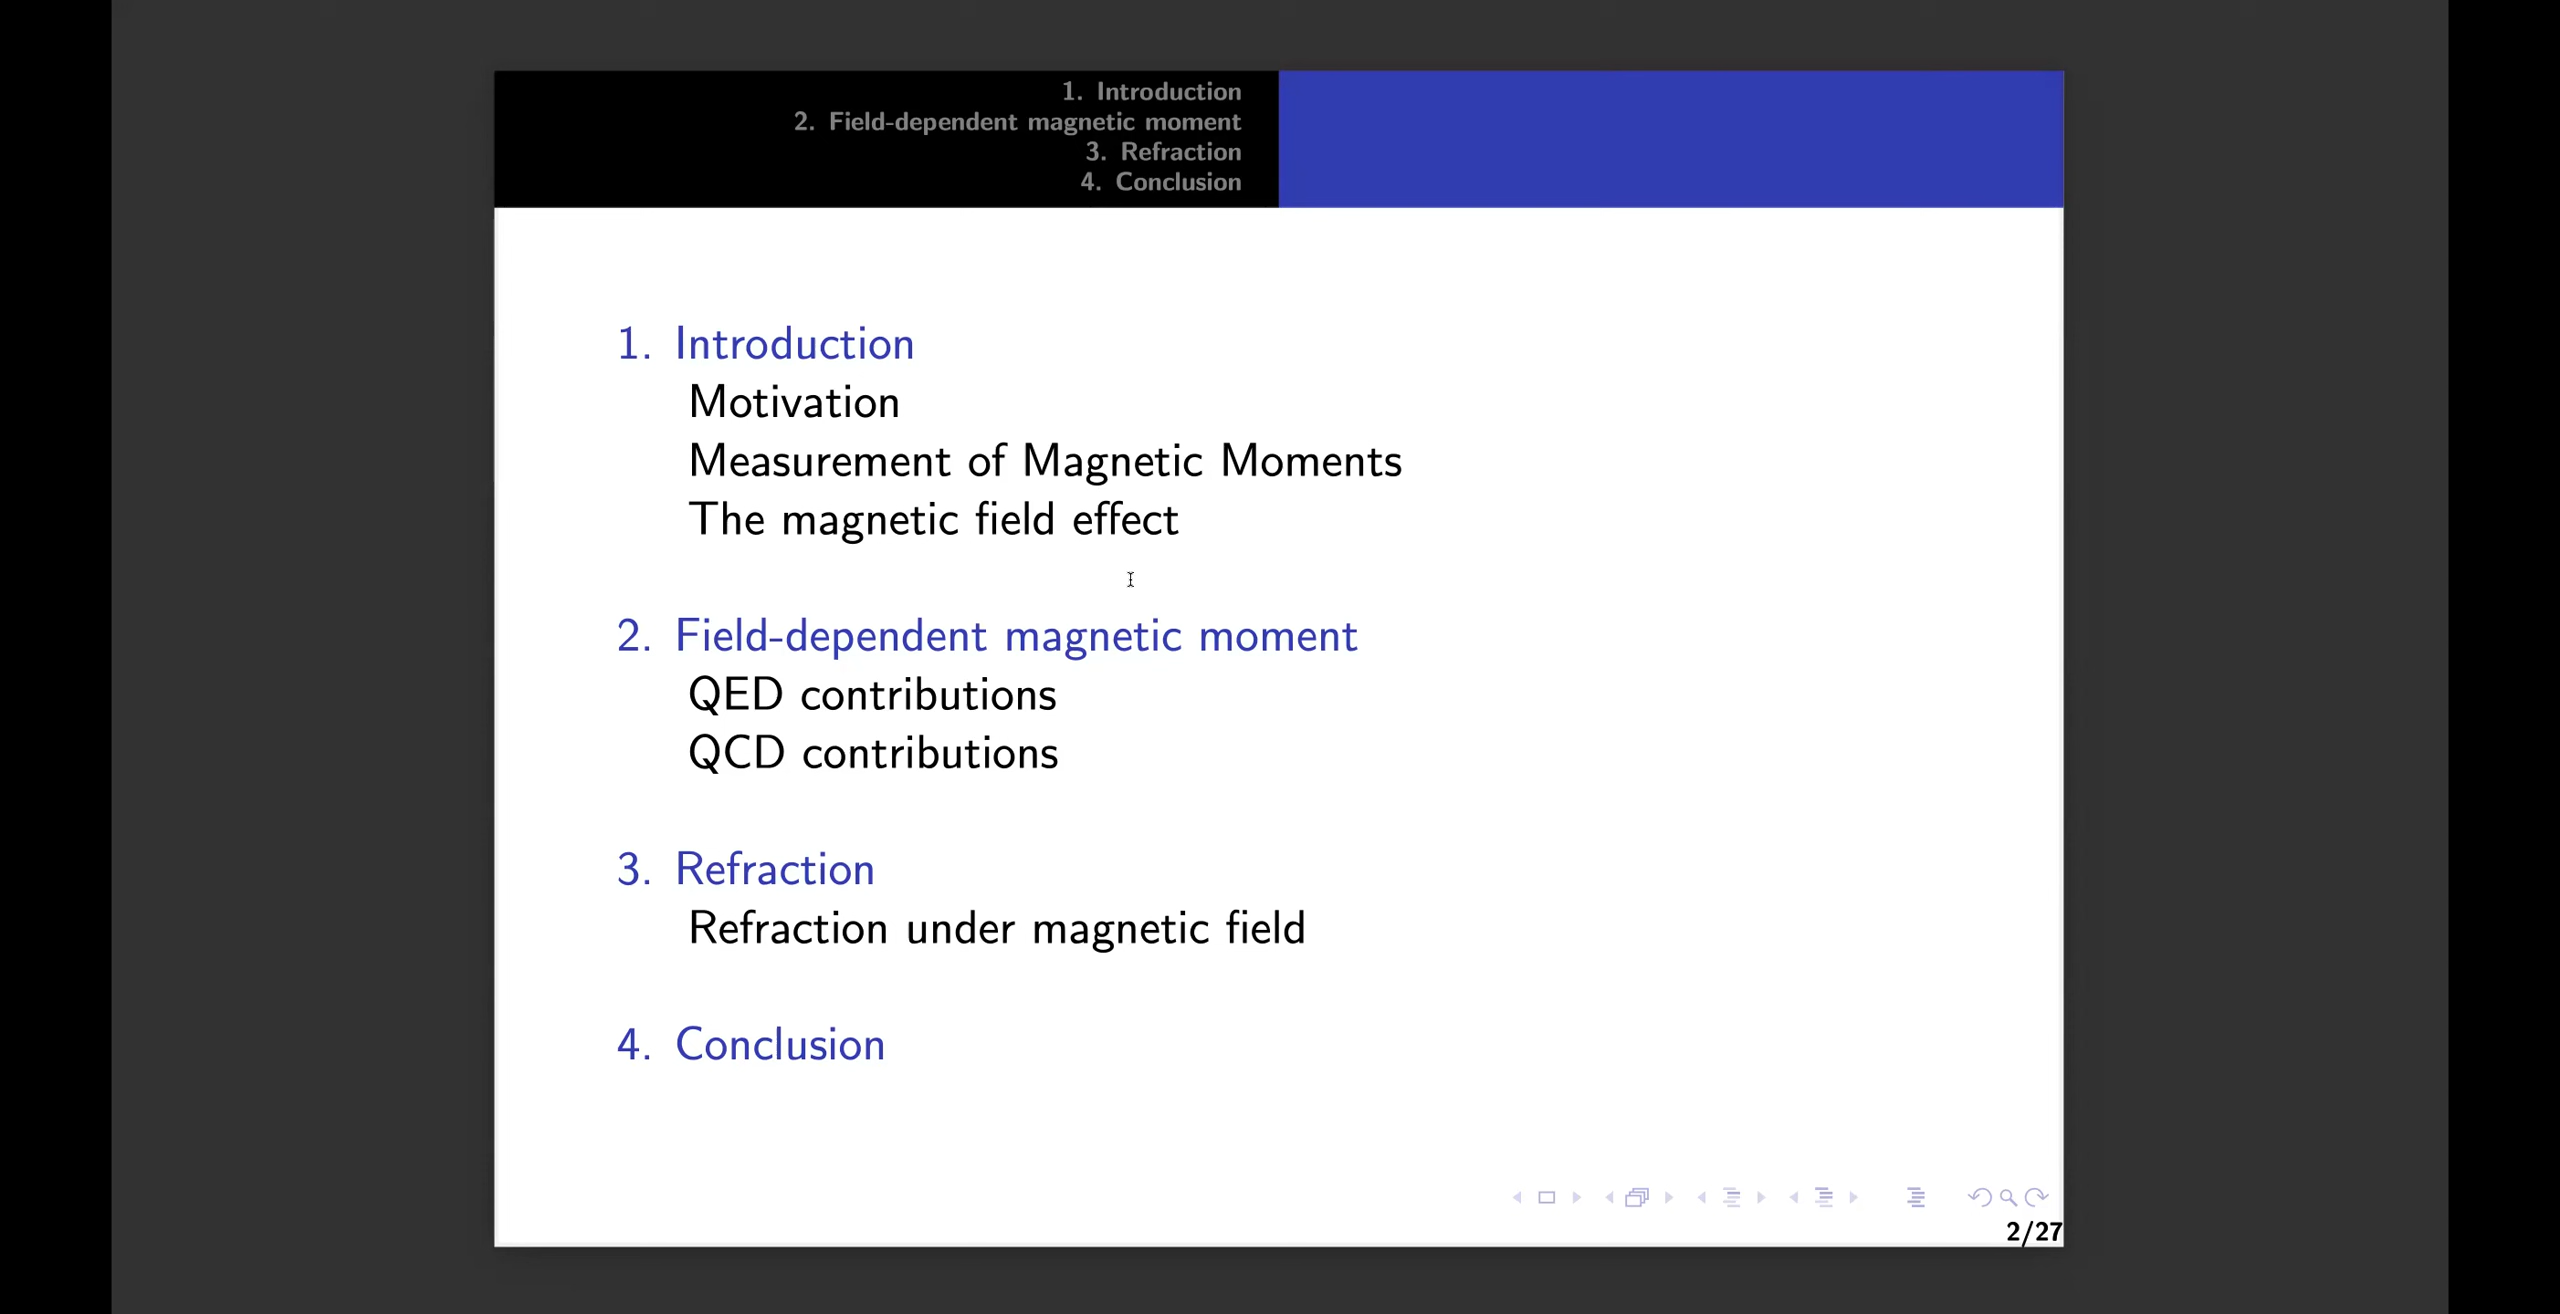 1. Introduction
2. Field-dependent magnetic moment
3. Refraction
4. Conclusion
1. Introduction
Motivation
Measurement of Magnetic Moments
The magnetic field effect
2. Field-dependent magnetic moment
QED contributions
QCD contributions
3. Refraction
Refraction under magnetic field
4. Conclusion
2/27